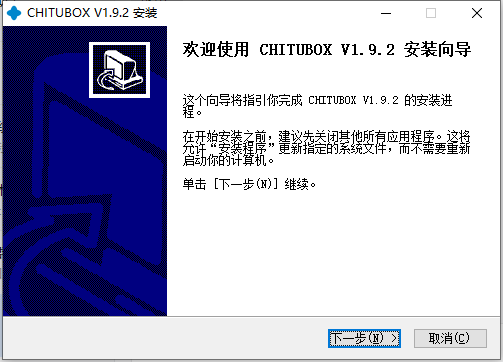 CHITUBOX V1.9.2 安装
欢迎使用 CHITUBOX V1.9.2 安装向导
这个向导将指引你完成 CHITUBOX V1.9.2 的安装进
程。
在开始安装之前，建议先关闭其他所有应用程序。这将
允许“安装程序”更新指定的系统文件，而不需要重新
启动你的计算机。
单击 [下一步(N)] 继续。
下一步(N) >
取消(C)